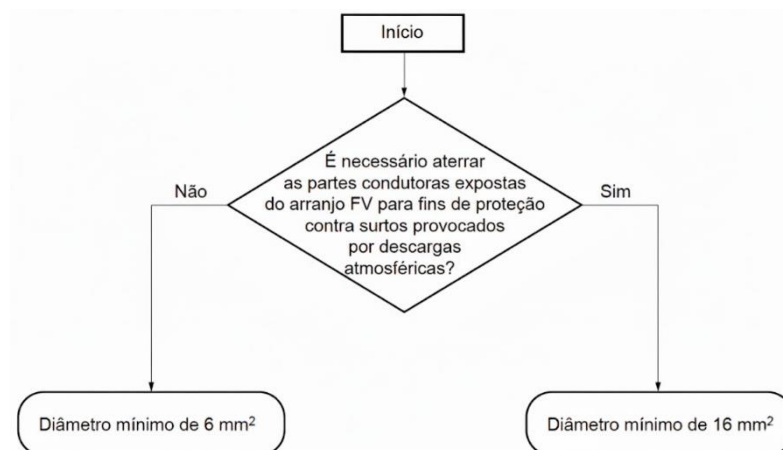 Início
É necessário aterrar
as partes condutoras expostas
do arranjo FV para fins de proteção
contra surtos provocados
por descargas
atmosféricas?
Não
Sim
Diâmetro mínimo de 6 mm²
Diâmetro mínimo de 16 mm²